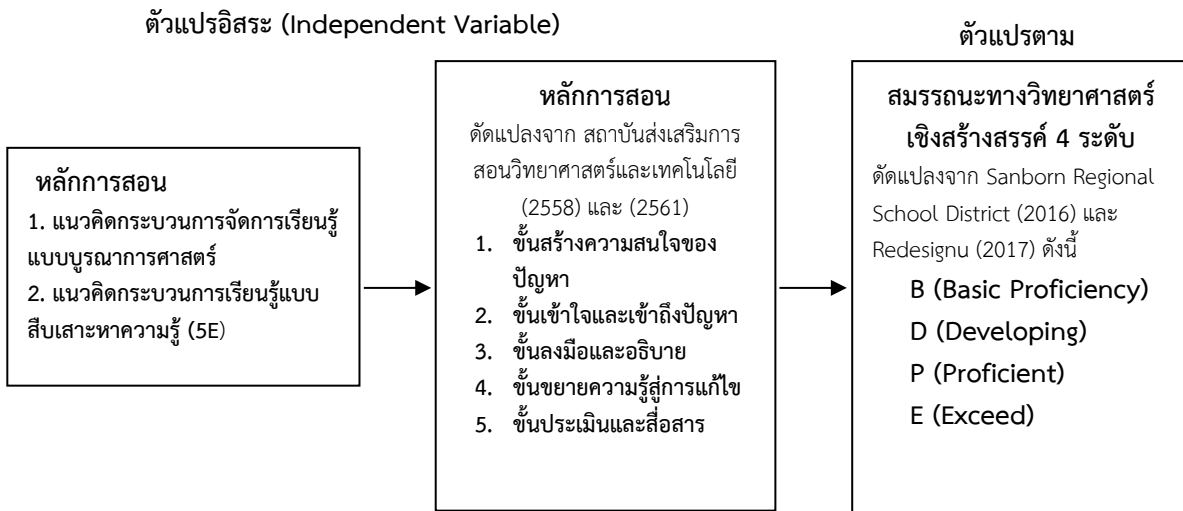 ตัวแปรอิสระ (Independent Variable)
ตัวแปรตาม
หลักการสอน
1. แนวคิดกระบวนการจัดการเรียนรู้
แบบบูรณาการศาสตร์
2. แนวคิดกระบวนการเรียนรู้แบบ
สืบเสาะหาความรู้ (5E)
หลักการสอน
ดัดแปลงจาก สถาบันส่งเสริมการ
สอนวิทยาศาสตร์และเทคโนโลยี
(2558) และ (2561)
1. ขั้นสร้างความสนใจของ
ปัญหา
2. ขั้นเข้าใจและเข้าถึงปัญหา
3. ขั้นลงมือและอธิบาย
4. ขั้นขยายความรู้สู่การแก้ไข
5. ขั้นประเมินและสื่อสาร
สมรรถนะทางวิทยาศาสตร์
เชิงสร้างสรรค์ 4 ระดับ
ดัดแปลงจาก Sanborn Regional
School District (2016) และ
Redesignu (2017) ดังนี้
B (Basic Proficiency)
D (Developing)
P (Proficient)
E (Exceed)